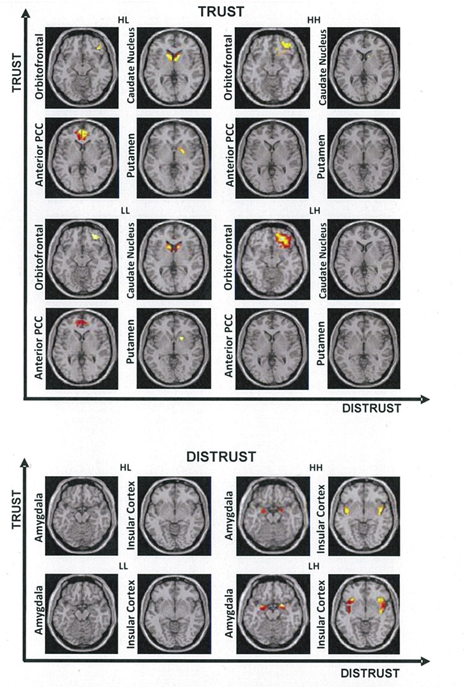 TRUST
HL
HH
TRUST
Orbitofrontal
Caudate Nucleus
Orbitofrontal
Caudate Nucleus
Anterior PCC
Putamen
Anterior PCC
Putamen
LL
LH
Orbitofrontal
Caudate Nucleus
Orbitofrontal
Caudate Nucleus
Anterior PCC
Putamen
Anterior PCC
Putamen
DISTRUST
DISTRUST
HL
HH
TRUST
Amygdala
Insular Cortex
Amygdala
Insular Cortex
LL
LH
Amygdala
Insular Cortex
Amygdala
Insular Cortex
DISTRUST